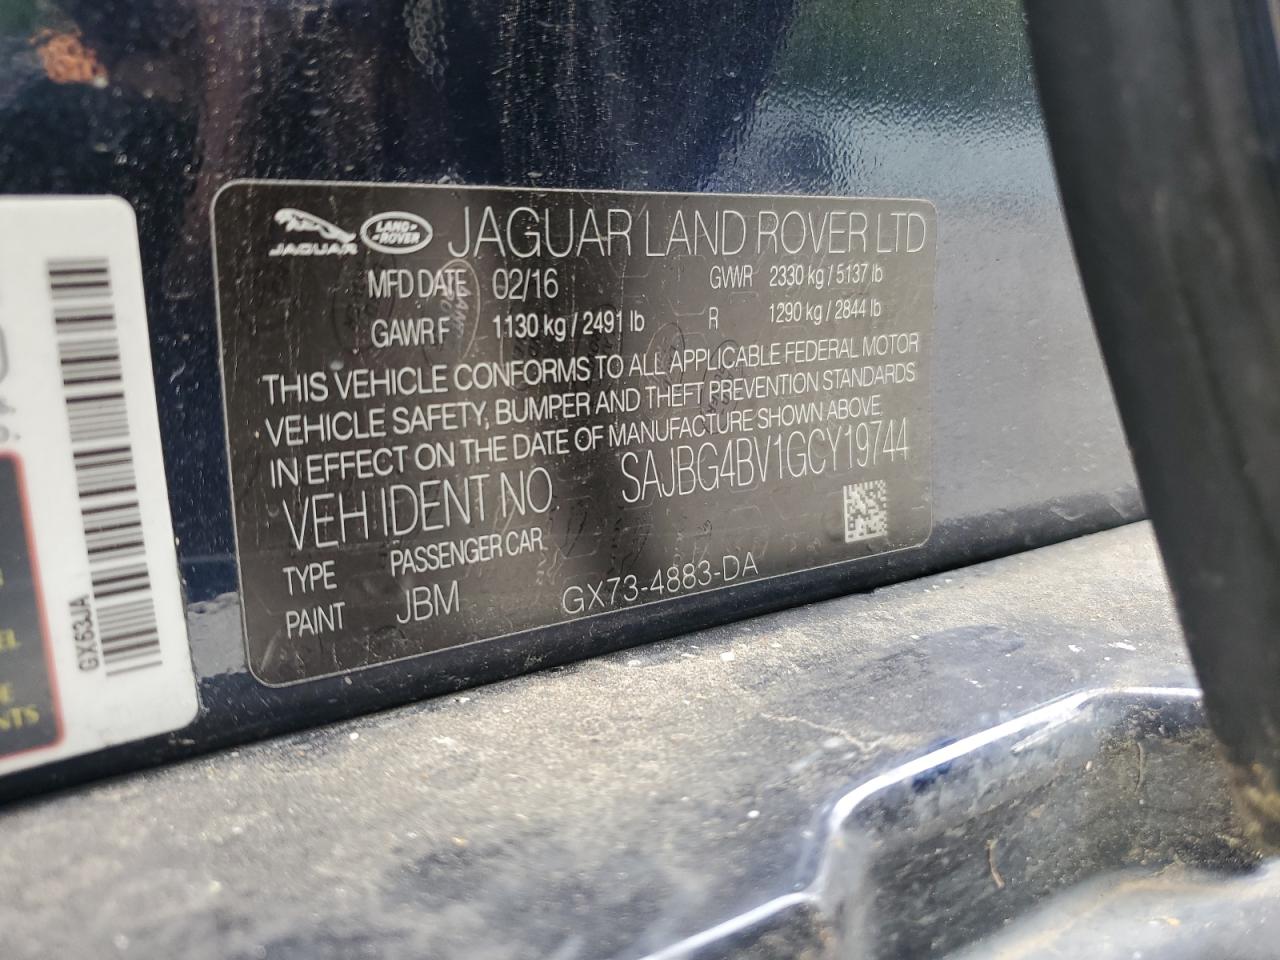 JAGUAR LAND ROVER JAGUAR LAND ROVER LTD
MFD DATE 02/16 GWR 2330 kg / 5137 lb
GAWR F 1130 kg / 2491 lb R 1290 kg / 2844 lb
THIS VEHICLE CONFORMS TO ALL APPLICABLE FEDERAL MOTOR
VEHICLE SAFETY, BUMPER AND THEFT PREVENTION STANDARDS
IN EFFECT ON THE DATE OF MANUFACTURE SHOWN ABOVE
VEH IDENT NO. SAJBG4BV1GCY19744
TYPE PASSENGER CAR
PAINT JBM GX73-4883-DA
GX63JA